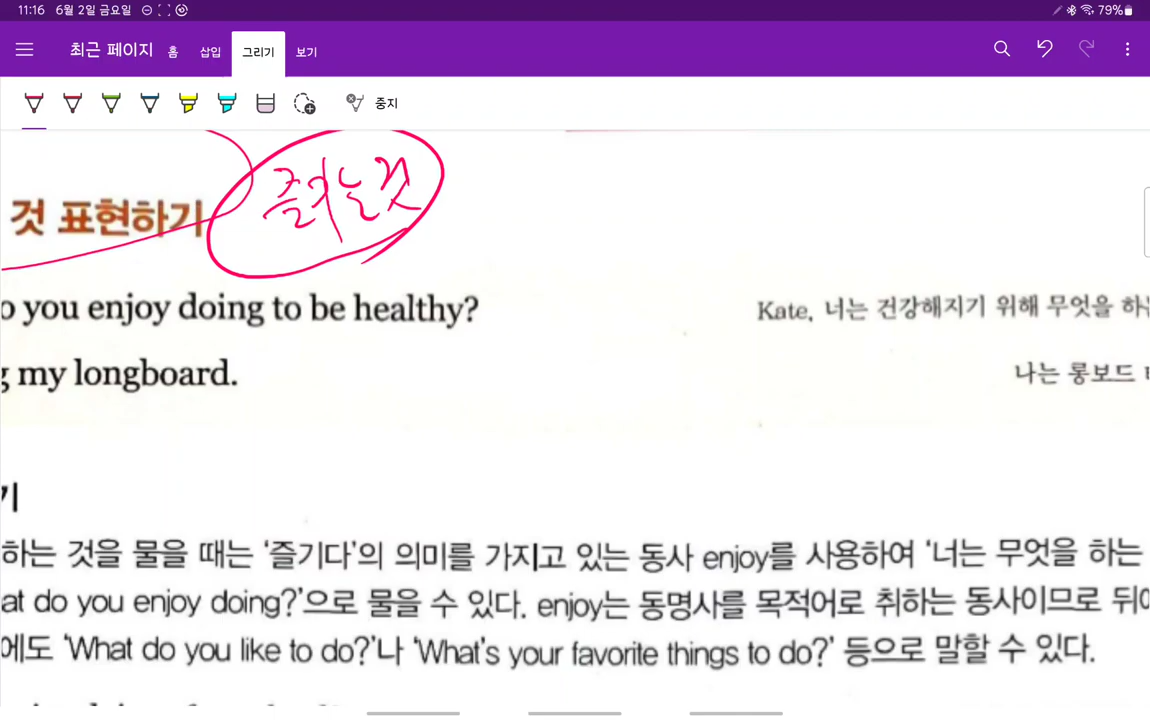 11:16 6월 2일 금요일 79%
최근 페이지 홈 삽입 그리기 보기
중지
즐기는것
것 표현하기
you enjoy doing to be healthy? Kate, 너는 건강해지기 위해 무엇을
my longboard. 나는 롱보드
기
하는 것을 물을 때는 ‘즐기다’의 의미를 가지고 있는 동사 enjoy를 사용하여 ‘너는 무엇을 하는
at do you enjoy doing?’으로 물을 수 있다. enjoy는 동명사를 목적어로 취하는 동사이므로
에도 ‘What do you like to do?’나 ‘What’s your favorite things to do?’ 등으로 말할 수 있다.